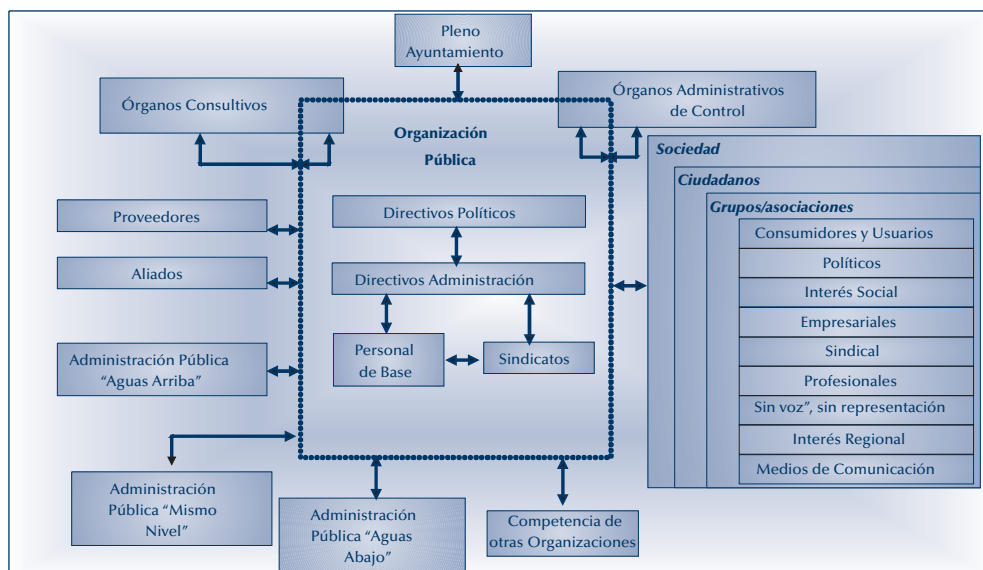 Pleno
Ayuntamiento
Órganos Consultivos
Órganos Administrativos
de Control
Organización
Pública
Sociedad
Ciudadanos
Grupos/asociaciones
Consumidores y Usuarios
Políticos
Interés Social
Empresariales
Sindical
Profesionales
Sin voz”, sin representación
Interés Regional
Medios de Comunicación
Proveedores
Aliados
Administración Pública
“Aguas Arriba”
Directivos Políticos
Directivos Administración
Personal
de Base
Sindicatos
Administración
Pública “Mismo
Nivel”
Administración
Pública “Aguas
Abajo”
Competencia de
otras Organizaciones